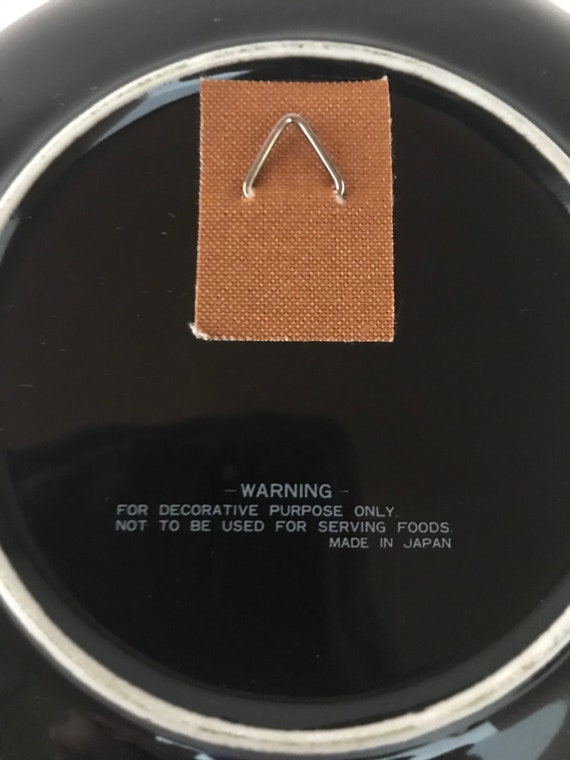 -WARNING-
FOR DECORATIVE PURPOSE ONLY.
NOT TO BE USED FOR SERVING FOODS.
MADE IN JAPAN